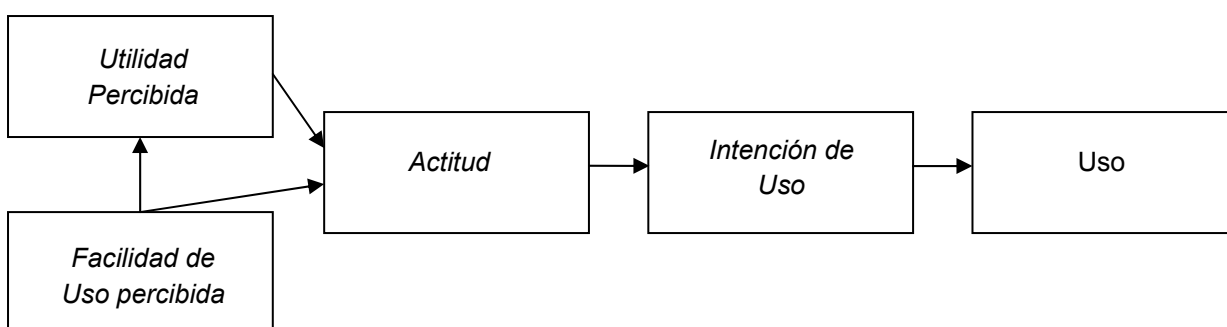 Utilidad
Percibida
Actitud
Intención de
Uso
Uso
Facilidad de
Uso percibida